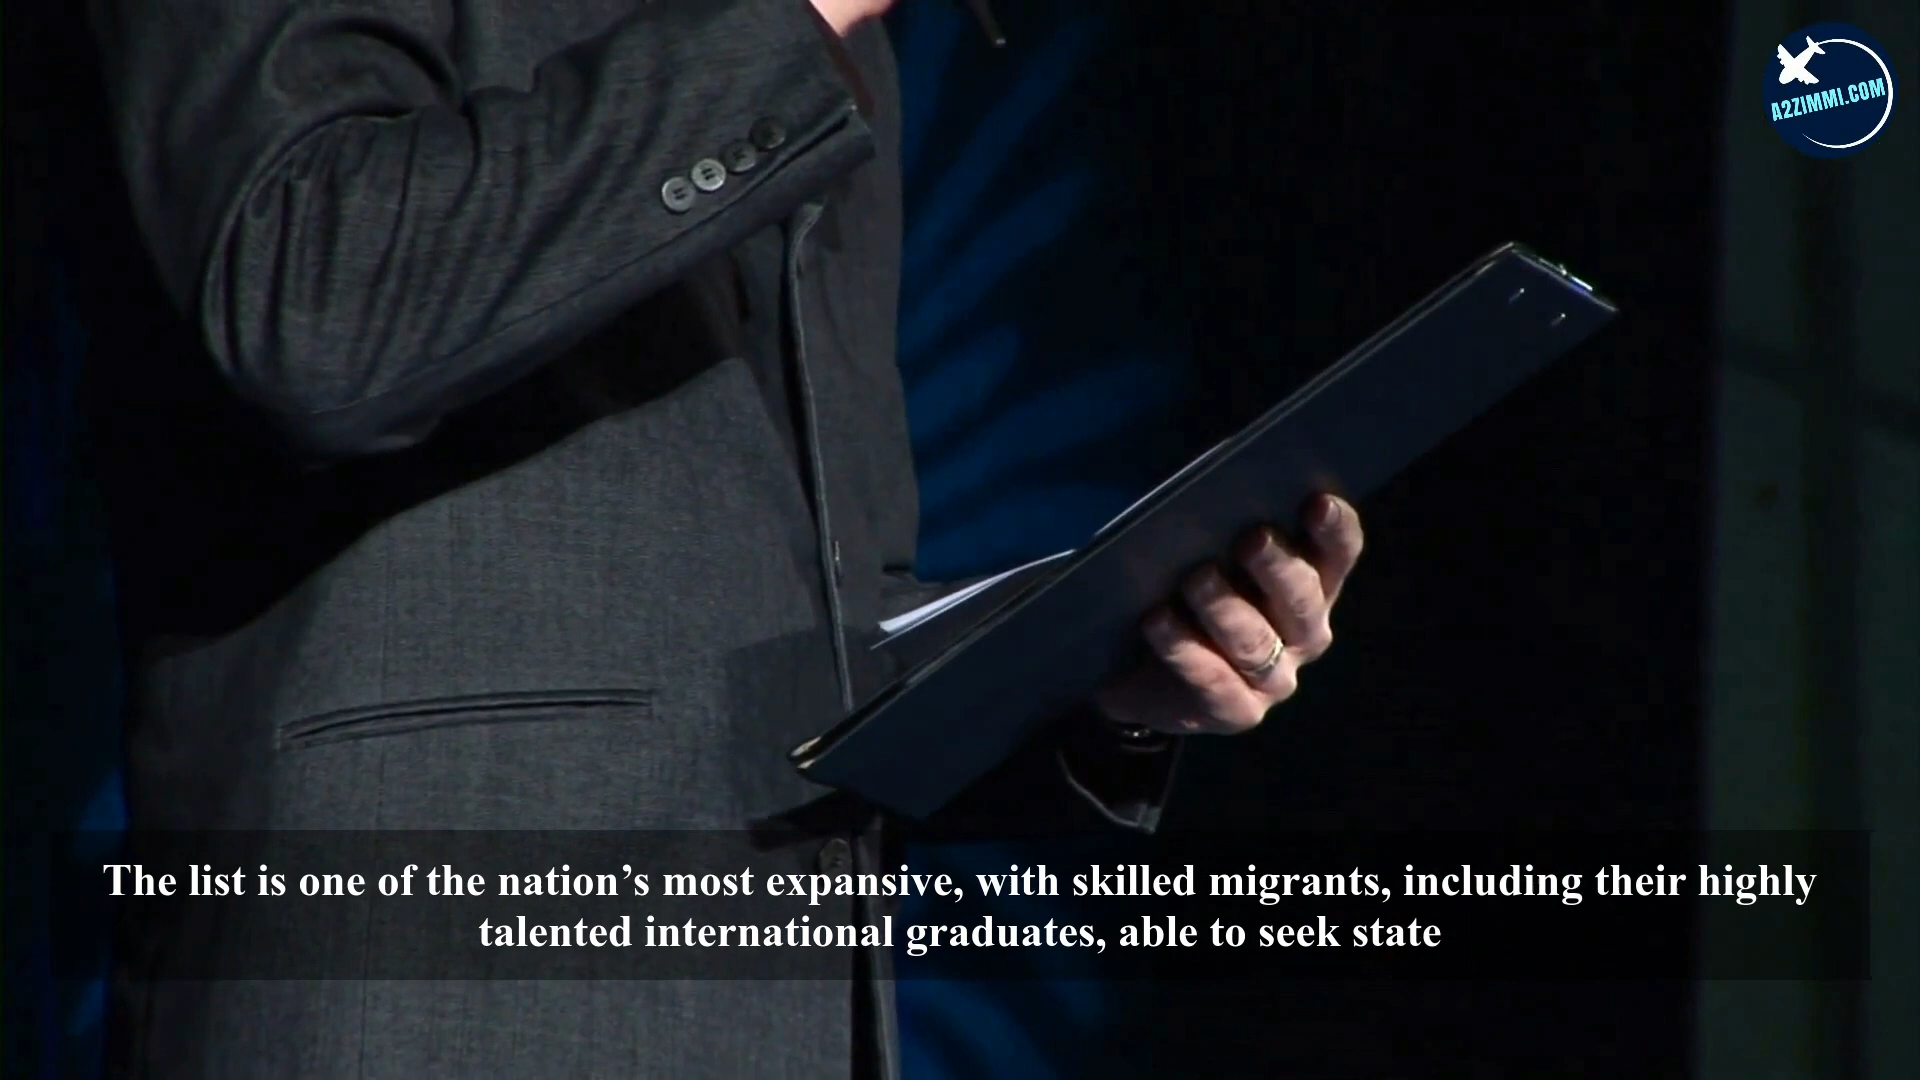 A2ZIMMI.COM
The list is one of the nation’s most expansive, with skilled migrants, including their highly
talented international graduates, able to seek state